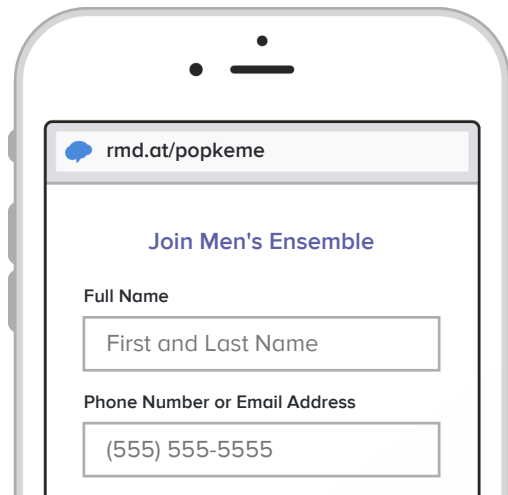 rmd.at/popkeme
Join Men's Ensemble
Full Name
First and Last Name
Phone Number or Email Address
(555) 555-5555